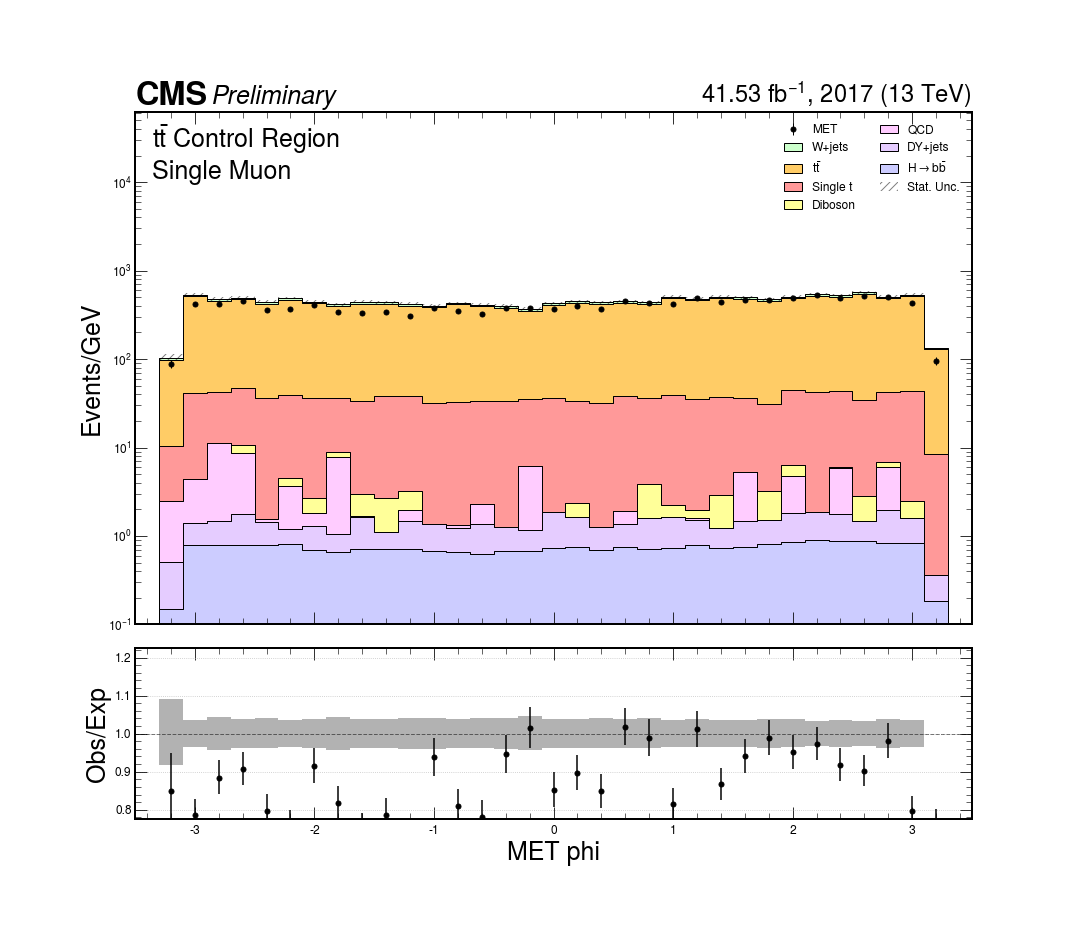 CMS Preliminary 41.53 fb⁻¹, 2017 (13 TeV)
tt̄ Control Region
Single Muon
MET
W+jets
tt̄
Single t
Diboson
QCD
DY+jets
H→bb̄
Stat. Unc.
Events/GeV
10⁴
10³
10²
10¹
10⁰
10⁻¹
Obs/Exp
1.2
1.1
1.0
0.9
0.8
-3 -2 -1 0 1 2 3
MET phi